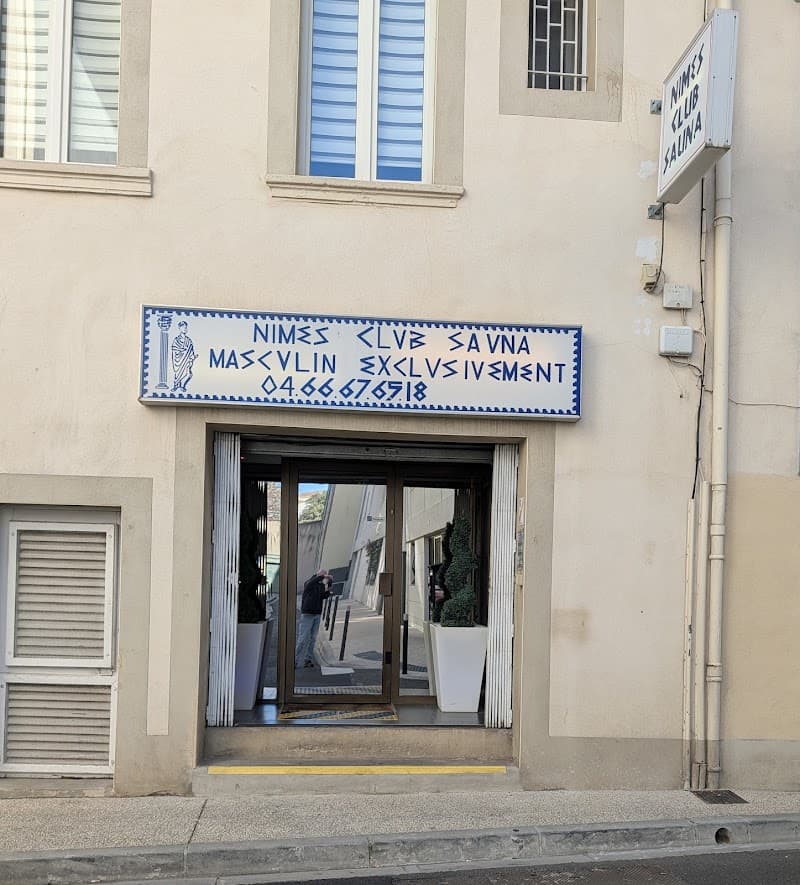 NIMES
CLUB
SAUNA
NIMES CLVB SAVNA
MASCVLIN EXCLVSIVEMENT
04.66.67.65.18